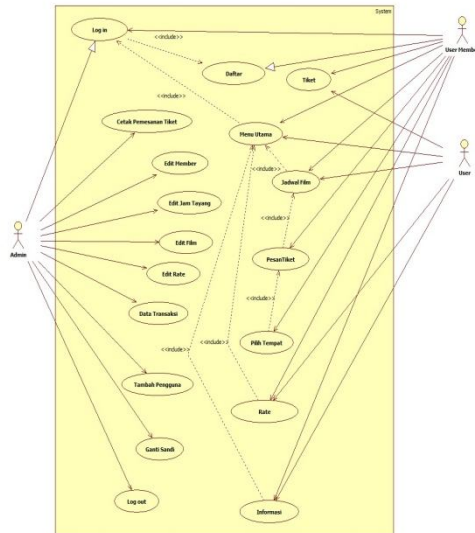 System
Log in
<<include>>
Daftar
Tiket
User Membe
<<include>>
Cetak Pemesanan Tiket
Menu Utama
User
Edit Member
<<include>>
Jadwal Film
Edit Jam Tayang
Admin
Edit Film
PesanTiket
Edit Rate
<<include>>
Data Transaksi
<<include>>
<<include>>
Pilih Tempat
Tambah Pengguna
Rate
Ganti Sandi
Log out
Informasi